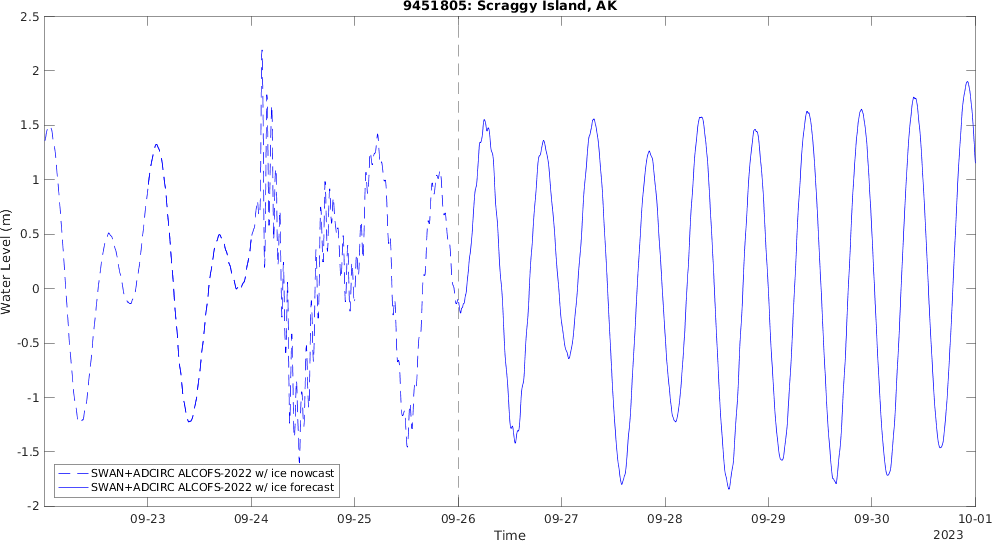 9451805: Scraggy Island, AK
2.5
2
1.5
1
0.5
0
-0.5
-1
-1.5
-2
Water Level (m)
SWAN+ADCIRC ALCOFS-2022 w/ ice nowcast
SWAN+ADCIRC ALCOFS-2022 w/ ice forecast
09-23 09-24 09-25 09-26 09-27 09-28 09-29 09-30 10-01
Time
2023